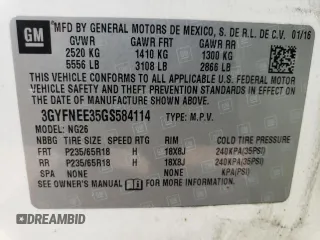 GM
MFD BY GENERAL MOTORS DE MEXICO, S. DE R.L. DE C.V. 01/16
GVWR GAWR FRT GAWR RR
2520 KG 1410 KG 1300 KG
5556 LB 3108 LB 2866 LB
THIS VEHICLE CONFORMS TO ALL APPLICABLE U.S. FEDERAL MOTOR
VEHICLE SAFETY
THEFT PREVENTION STANDARDS IN EFFECT ON THE DATE OF
MANUFACTURE SHOWN ABOVE.
3GYFNEE35GS584114 TYPE: M.P.V.
MODEL: NG26
NBBG TIRE SIZE SPEED RTG RIM COLD TIRE PRESSURE
FRT P235/65R18 H 18X8J 240KPA(35PSI)
RR P235/65R18 H 18X8J 240KPA(35PSI)
SPA NONE NONE KPA(PSI)
SEE OWNER'S MANUAL FOR MORE INFORMATION.
© DCARSTAT.COM